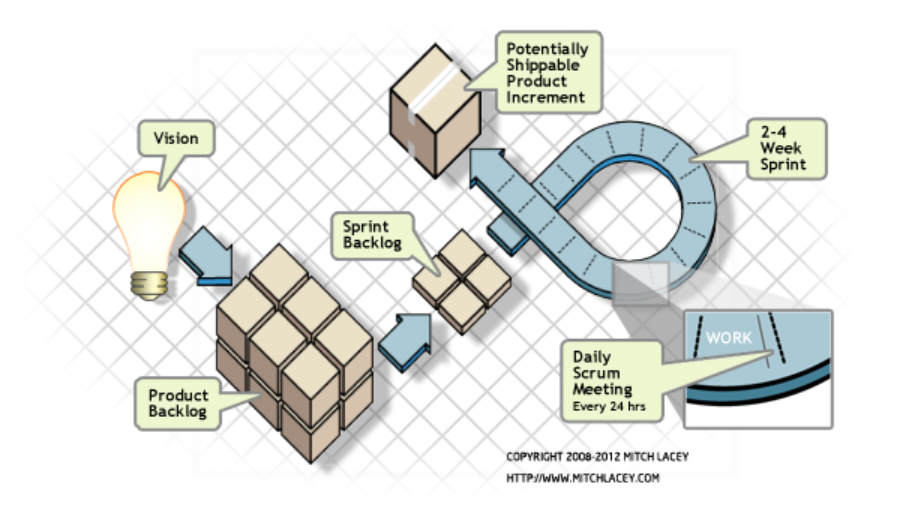 Potentially
Shippable
Product
Increment
Vision
2-4
Week
Sprint
Sprint
Backlog
WORK
Daily
Scrum
Meeting
Every 24 hrs
Product
Backlog
COPYRIGHT 2008-2012 MITCH LACEY
HTTP://WWW.MITCHLACEY.COM